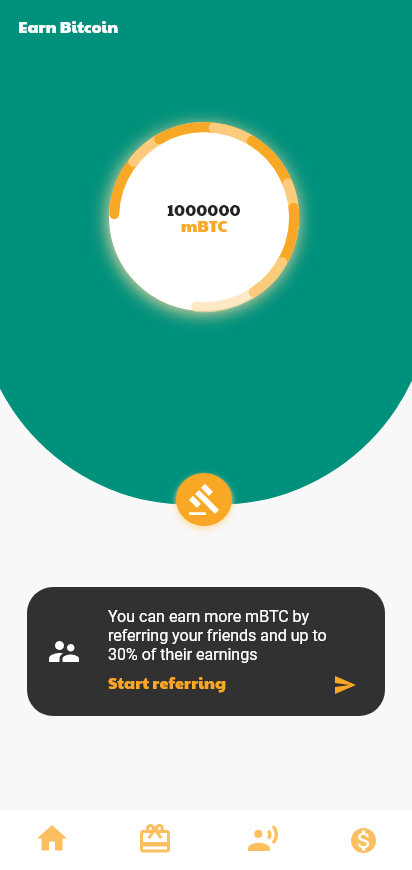 Earn Bitcoin
1000000
mBTC
You can earn more mBTC by
referring your friends and up to
30% of their earnings
Start referring